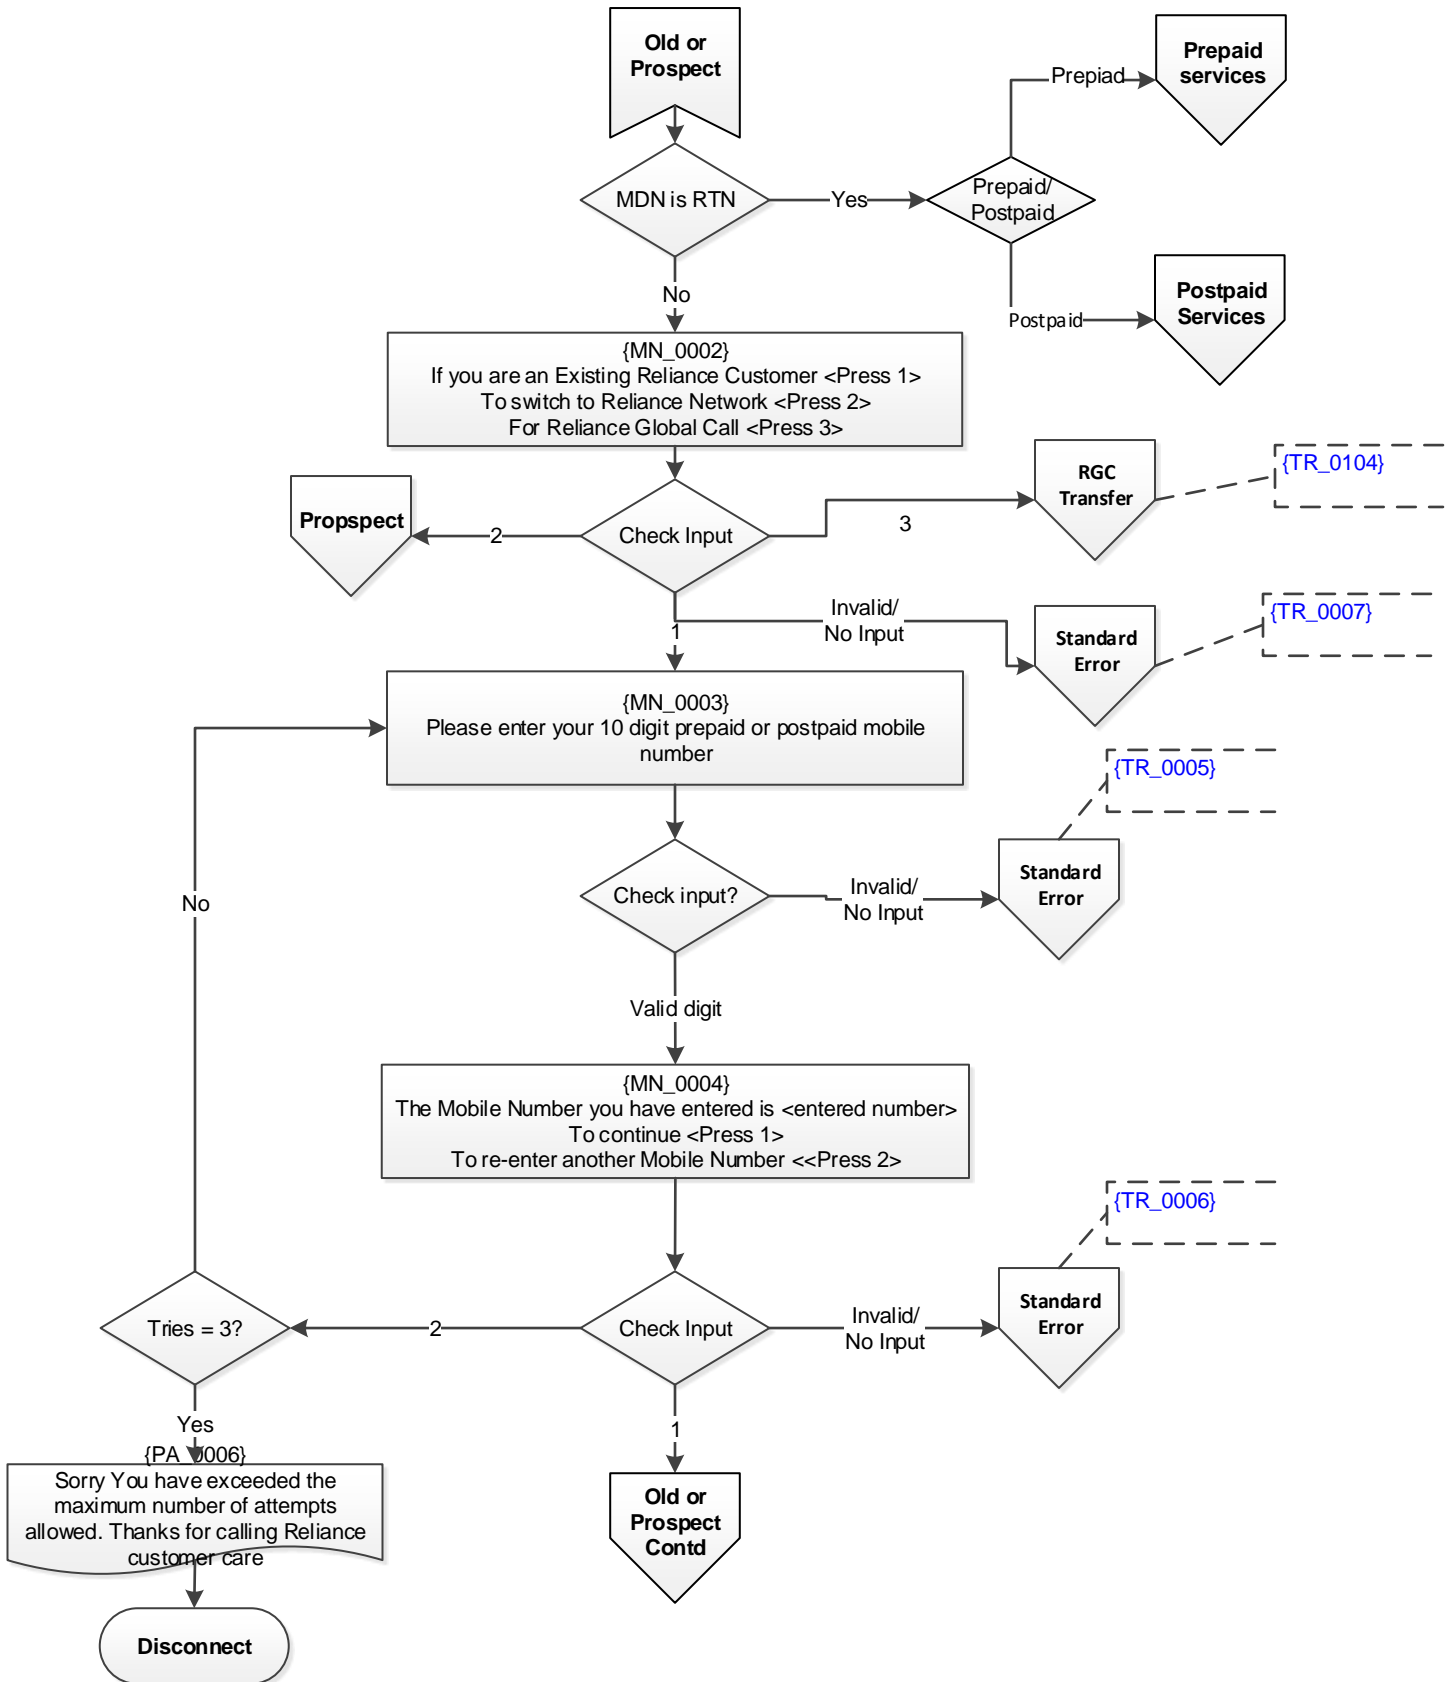 Old or
Prospect
Prepaid
services
Prepiad
MDN is RTN
Yes
Prepaid/
Postpaid
No
Postpaid
Postpaid
Services
{MN_0002}
If you are an Existing Reliance Customer <Press 1>
To switch to Reliance Network <Press 2>
For Reliance Global Call <Press 3>
Propspect
2
Check Input
3
RGC
Transfer
{TR_0104}
Invalid/
No Input
1
Standard
Error
{TR_0007}
{MN_0003}
Please enter your 10 digit prepaid or postpaid mobile
number
{TR_0005}
No
Check input?
Invalid/
No Input
Standard
Error
Valid digit
{MN_0004}
The Mobile Number you have entered is <entered number>
To continue <Press 1>
To re-enter another Mobile Number <<Press 2>
{TR_0006}
Tries = 3?
2
Check Input
Invalid/
No Input
Standard
Error
Yes
1
{PA_0006}
Sorry You have exceeded the
maximum number of attempts
allowed. Thanks for calling Reliance
customer care
Old or
Prospect
Contd
Disconnect